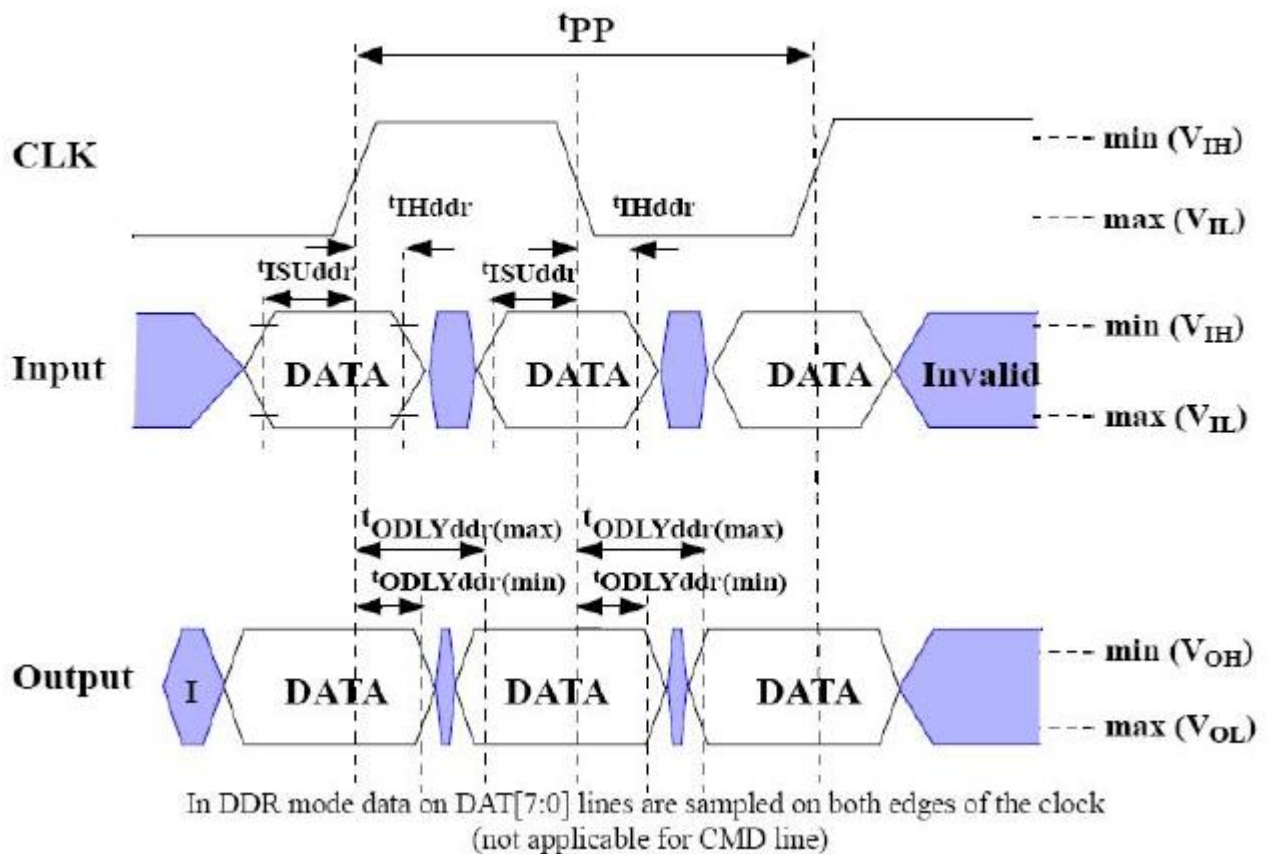 tPP
CLK
min (VIH)
max (VIL)
tIHddr
tIHddr
tISUddr
tISUddr
Input
DATA
DATA
DATA
Invalid
min (VIH)
max (VIL)
tODLYddr(max)
tODLYddr(max)
tODLYddr(min)
tODLYddr(min)
Output
I
DATA
DATA
DATA
min (VOH)
max (VOL)
In DDR mode data on DAT[7:0] lines are sampled on both edges of the clock
(not applicable for CMD line)